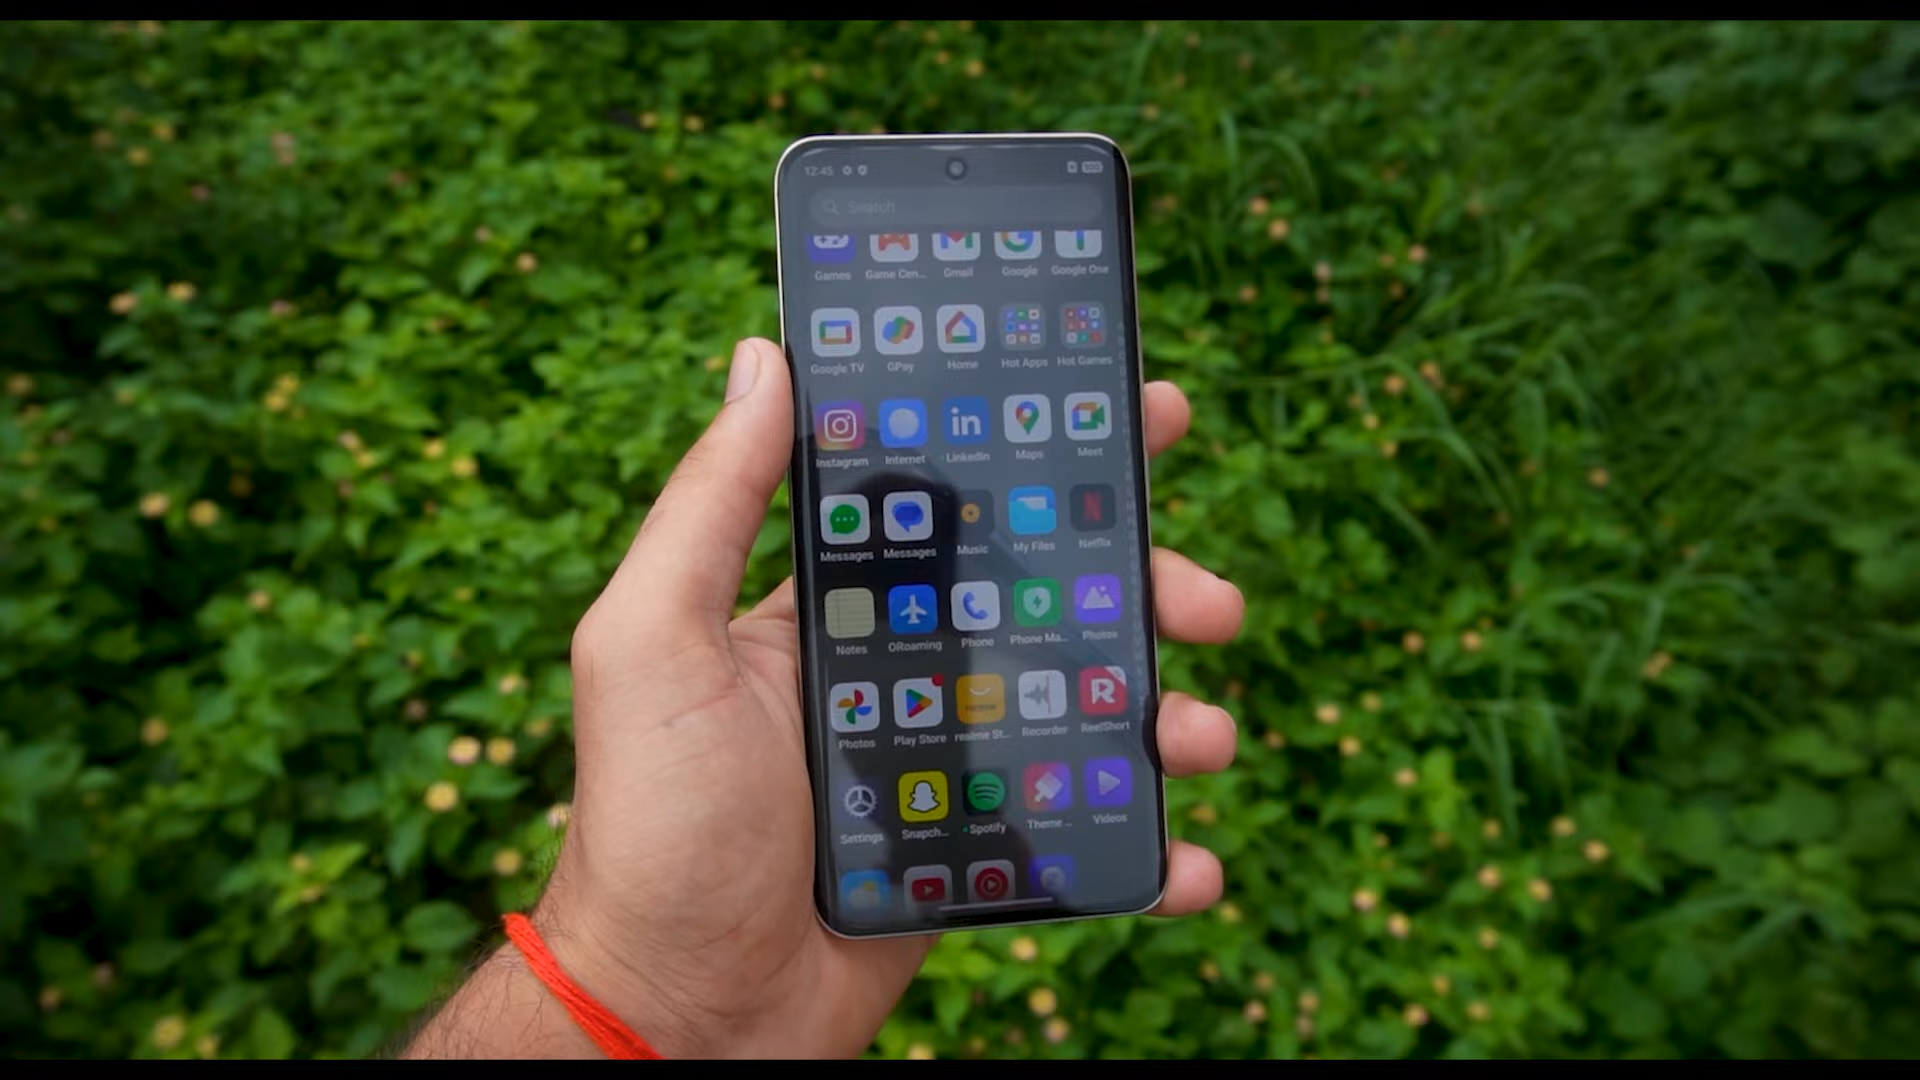 12:45
Search
Games Game Cen... Gmail Google Google One
Google TV GPay Home Hot Apps Hot Games
in
Instagram Internet LinkedIn Maps Meet
N
Messages Messages Music My Files Netflix
Notes ORoaming Phone Phone Ma... Photos
R
Photos Play Store realme St... Recorder ReelShort
Settings Snapch... Spotify Theme ... Videos